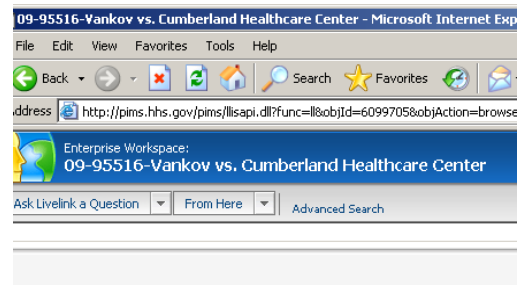 09-95516-Vankov vs. Cumberland Healthcare Center - Microsoft Internet Exp
File Edit View Favorites Tools Help
Back Search Favorites
ddress http://pims.hhs.gov/pims/llisapi.dll?func=ll&objId=6099705&objAction=browse
Enterprise Workspace:
09-95516-Vankov vs. Cumberland Healthcare Center
Ask Livelink a Question From Here Advanced Search